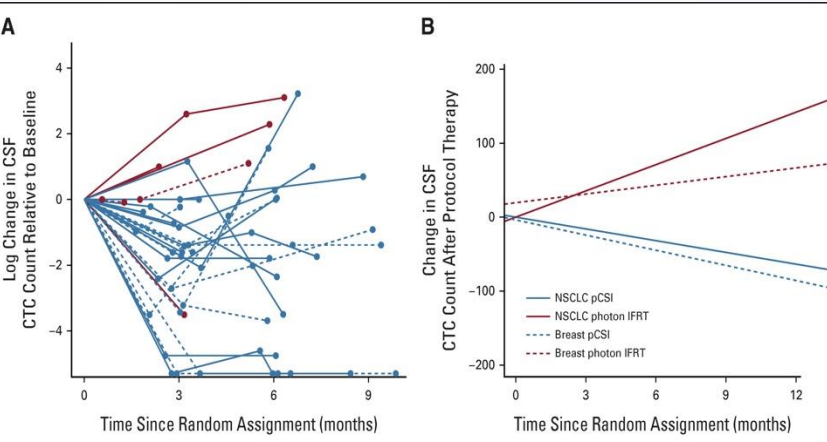 A
Log Change in CSF
CTC Count Relative to Baseline
4
2
0
−2
−4
0
3
6
9
Time Since Random Assignment (months)
B
Change in CSF
CTC Count After Protocol Therapy
200
100
0
−100
−200
NSCLC pCSI
NSCLC photon IFRT
Breast pCSI
Breast photon IFRT
0
3
6
9
12
Time Since Random Assignment (months)